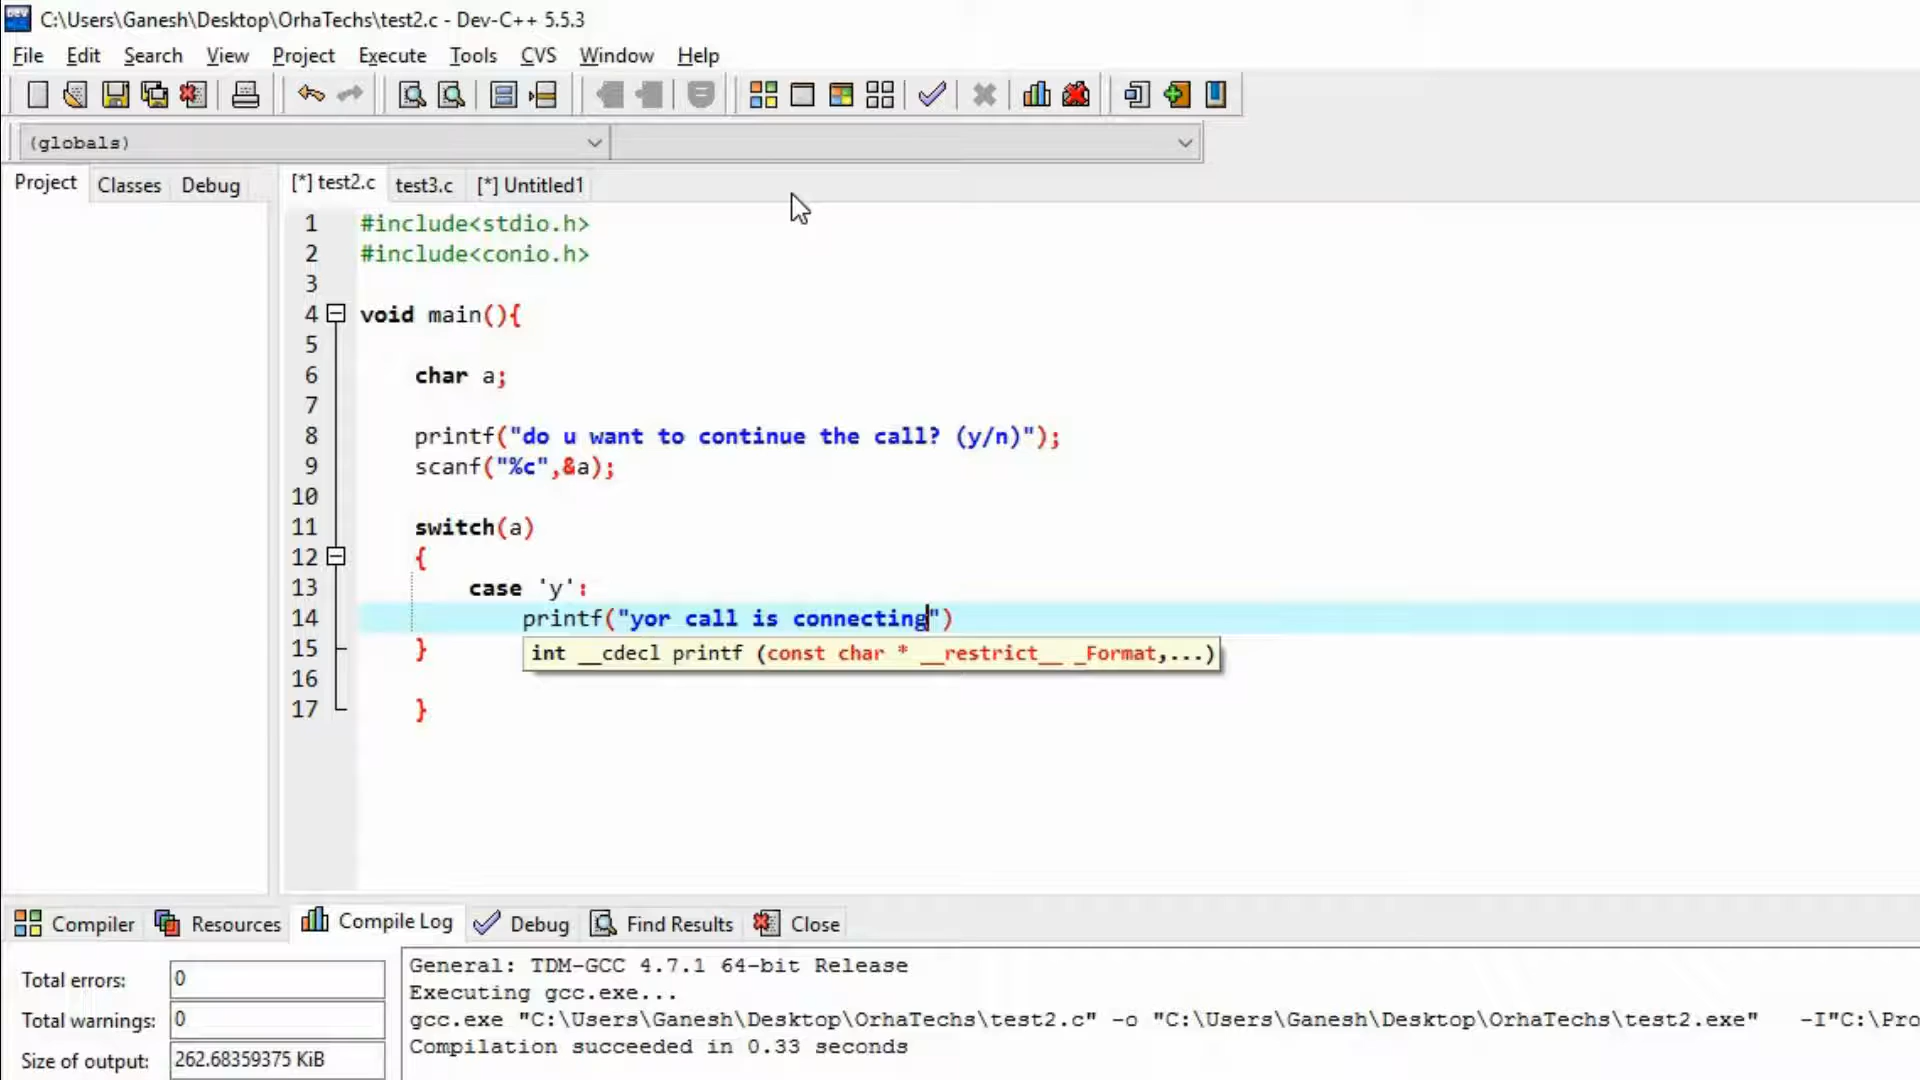 C:\Users\Ganesh\Desktop\OrhaTechs\test2.c - Dev-C++ 5.5.3
File Edit Search View Project Execute Tools CVS Window Help
(globals)
Project Classes Debug [*] test2.c test3.c [*] Untitled1
1 #include<stdio.h>
2 #include<conio.h>
3
4 void main(){
5
6 char a;
7
8 printf("do u want to continue the call? (y/n)");
9 scanf("%c",&a);
10
11 switch(a)
12 {
13 case 'y':
14 printf("yor call is connecting")
15 }
int __cdecl printf (const char * __restrict__ _Format,...)
16
17 }
Compiler Resources Compile Log Debug Find Results Close
Total errors: 0
Total warnings: 0
Size of output: 262.68359375 KiB
General: TDM-GCC 4.7.1 64-bit Release
Executing gcc.exe...
gcc.exe "C:\Users\Ganesh\Desktop\OrhaTechs\test2.c" -o "C:\Users\Ganesh\Desktop\OrhaTechs\test2.exe" -I"C:\Pro
Compilation succeeded in 0.33 seconds